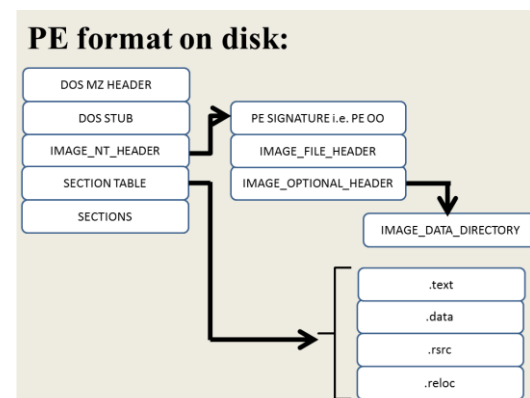 PE format on disk:
DOS MZ HEADER
DOS STUB
IMAGE_NT_HEADER
SECTION TABLE
SECTIONS
PE SIGNATURE i.e. PE OO
IMAGE_FILE_HEADER
IMAGE_OPTIONAL_HEADER
IMAGE_DATA_DIRECTORY
.text
.data
.rsrc
.reloc